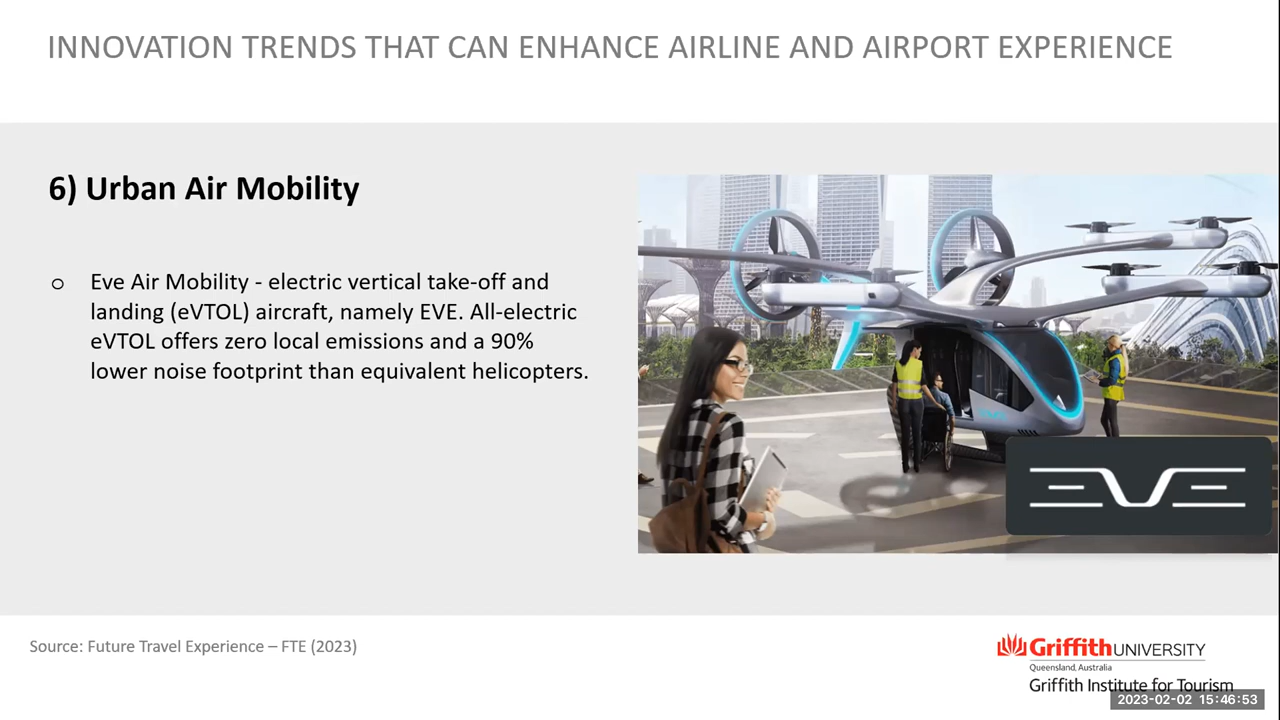 INNOVATION TRENDS THAT CAN ENHANCE AIRLINE AND AIRPORT EXPERIENCE
6) Urban Air Mobility
Eve Air Mobility - electric vertical take-off and
landing (eVTOL) aircraft, namely EVE. All-electric
eVTOL offers zero local emissions and a 90%
lower noise footprint than equivalent helicopters.
EVE
Source: Future Travel Experience – FTE (2023)
Griffith UNIVERSITY
Queensland, Australia
Griffith Institute for Tourism
2023-02-02 15:46:53